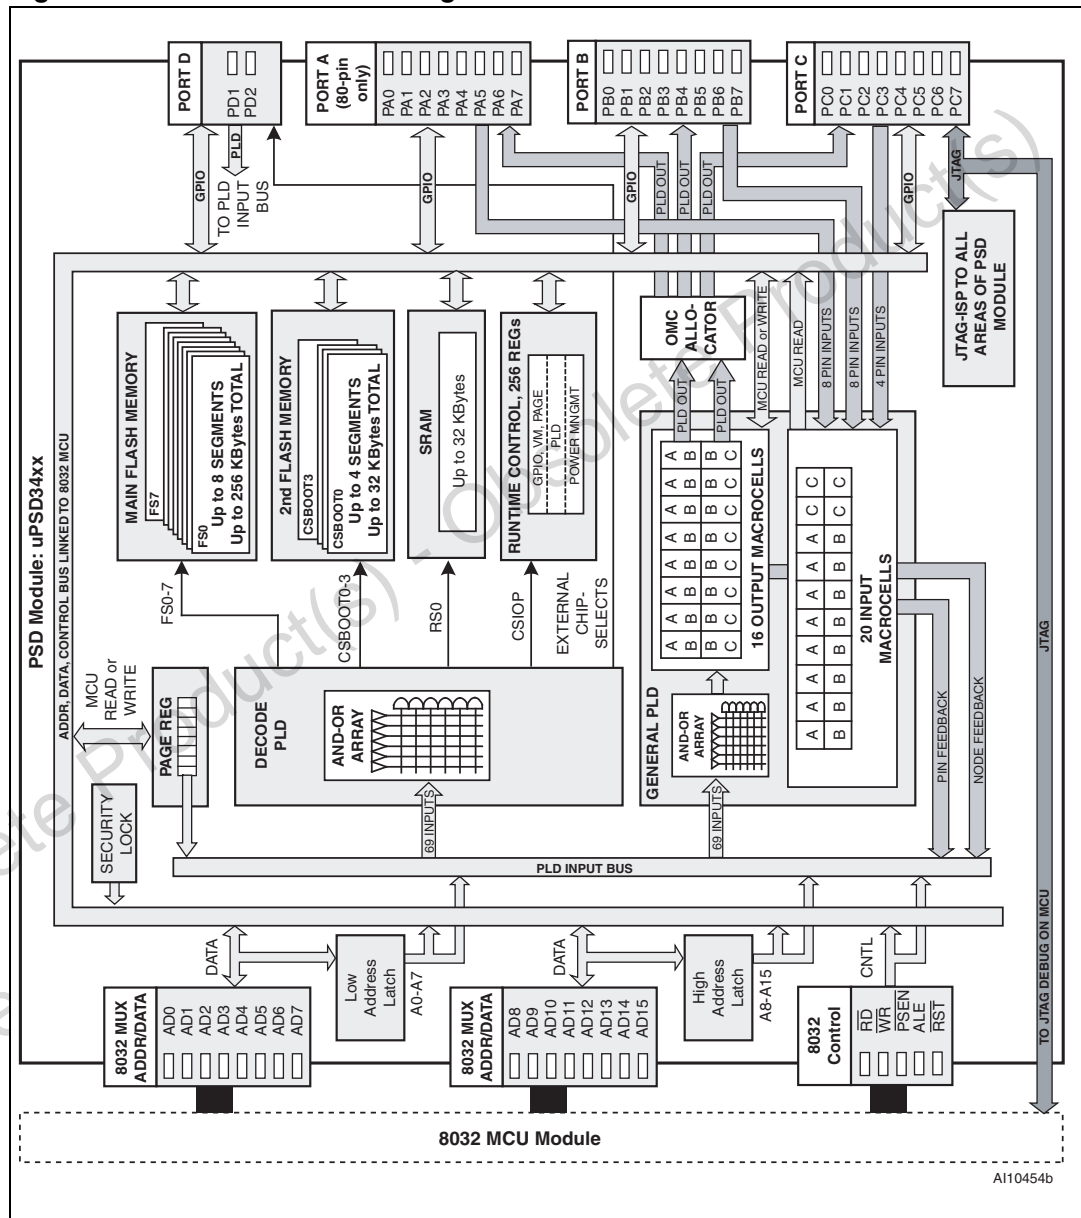 PORT D
PD1
PD2
PORT A
(80-pin
only)
PA0
PA1
PA2
PA3
PA4
PA5
PA6
PA7
PORT B
PB0
PB1
PB2
PB3
PB4
PB5
PB6
PB7
PORT C
PC0
PC1
PC2
PC3
PC4
PC5
PC6
PC7
GPIO
PLD
TO PLD
INPUT
BUS
GPIO
PLD OUT
GPIO
PLD OUT
PLD OUT
GPIO
JTAG
JTAG-ISP TO ALL
AREAS OF PSD
MODULE
PSD Module: uPSD34xx
ADDR, DATA, CONTROL BUS LINKED TO 8032 MCU
MAIN FLASH MEMORY
FS7
FS0
Up to 8 SEGMENTS
Up to 256 KBytes TOTAL
2nd FLASH MEMORY
CSBOOT3
CSBOOT0
Up to 4 SEGMENTS
Up to 32 KBytes TOTAL
SRAM
Up to 32 KBytes
RUNTIME CONTROL, 256 REGs
GPIO, VM, PAGE
PLD
POWER MNGMT
OMC
ALLO-
CATOR
MCU READ or WRITE
MCU READ
8 PIN INPUTS
8 PIN INPUTS
4 PIN INPUTS
PLD OUT
PLD OUT
A A A A A A A A
B B B B B B B B
B B B B B B B B
C C C C C C C C
16 OUTPUT MACROCELLS
A A A A A A A A C C
B B B B B B B B C C
20 INPUT
MACROCELLS
FS0-7
CSBOOT0-3
RS0
CSIOP
EXTERNAL
CHIP-
SELECTS
MCU
READ or
WRITE
PAGE REG
DECODE
PLD
AND-OR
ARRAY
GENERAL PLD
AND-OR
ARRAY
PIN FEEDBACK
NODE FEEDBACK
JTAG
SECURITY
LOCK
69 INPUTS
69 INPUTS
PLD INPUT BUS
DATA
Low
Address
Latch
A0-A7
DATA
High
Address
Latch
A8-A15
CNTL
TO JTAG DEBUG ON MCU
8032 MUX
ADDR/DATA
AD0
AD1
AD2
AD3
AD4
AD5
AD6
AD7
8032 MUX
ADDR/DATA
AD8
AD9
AD10
AD11
AD12
AD13
AD14
AD15
8032
Control
RD
WR
PSEN
ALE
RST
8032 MCU Module
AI10454b
Obsolete Product(s) - Obsolete Product(s)